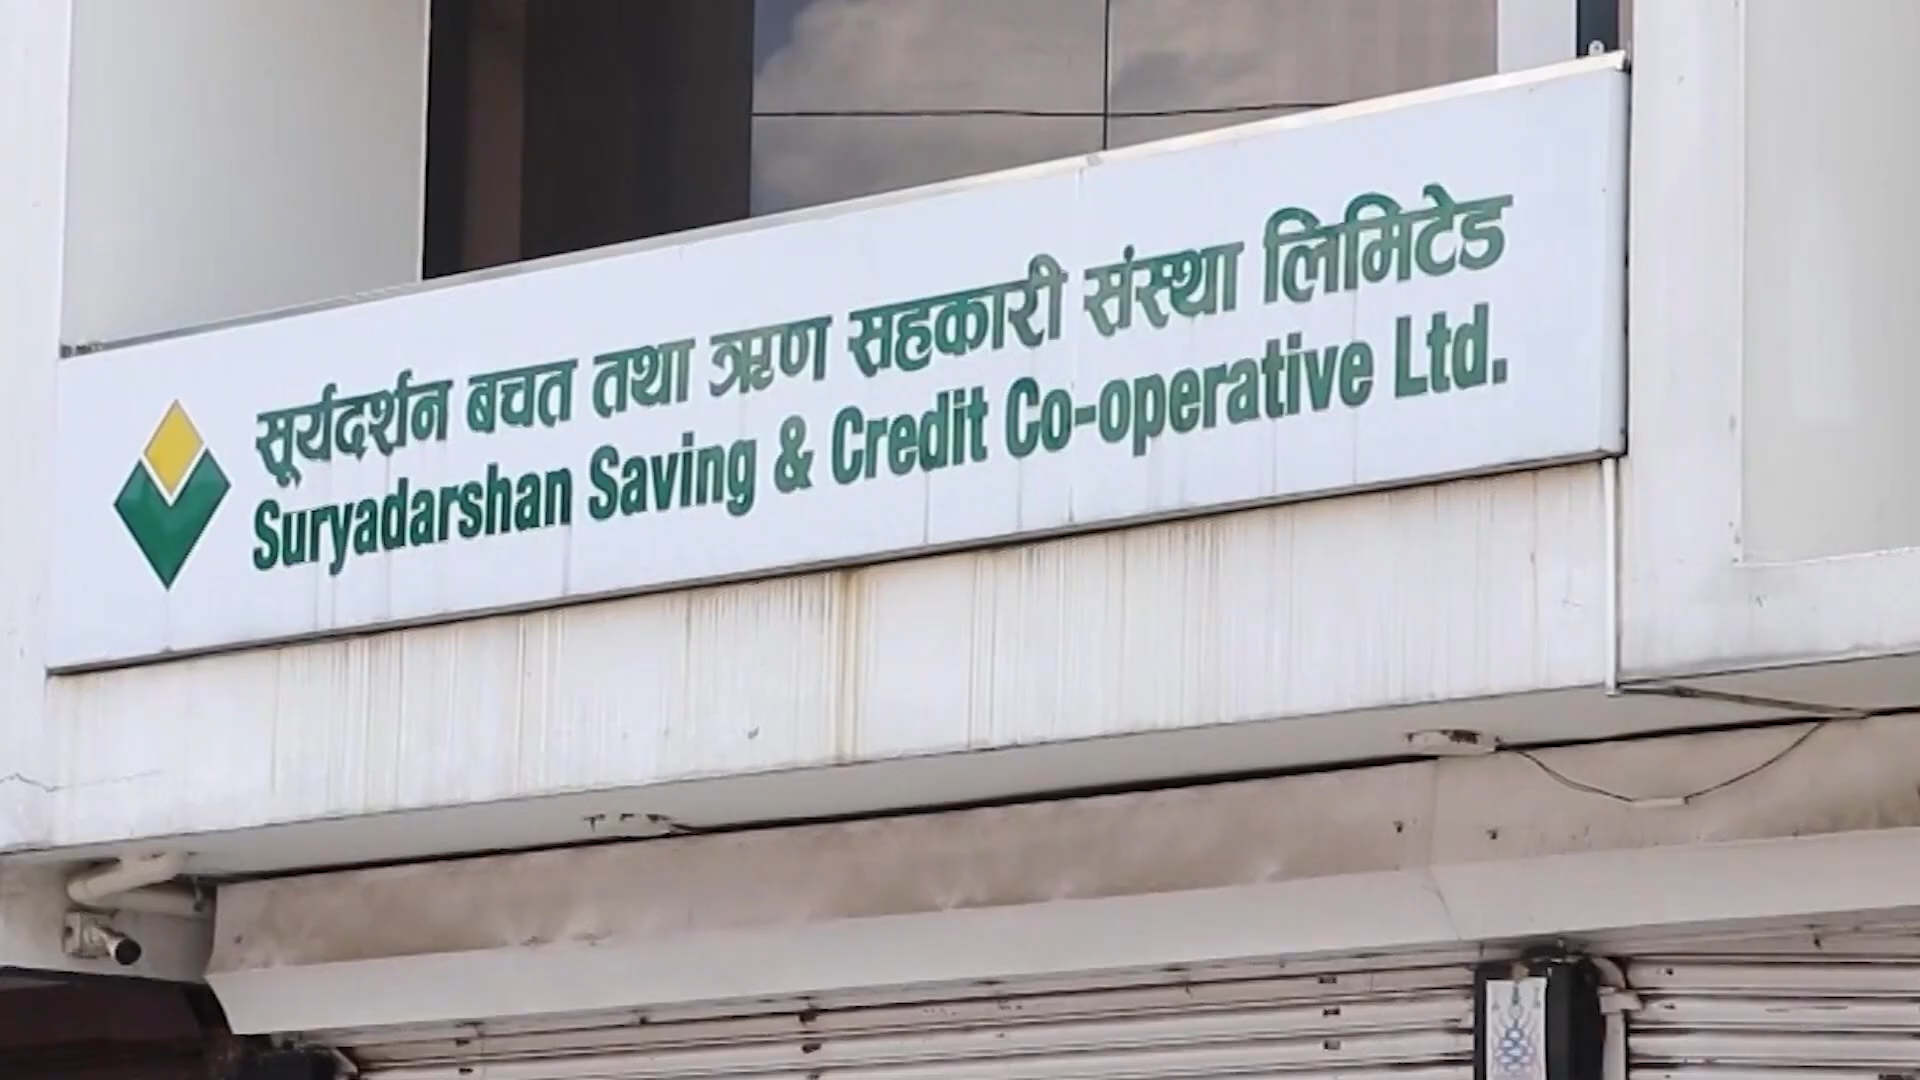 सूर्यदर्शन बचत तथा ऋण सहकारी संस्था लिमिटेड
Suryadarshan Saving & Credit Co-operative Ltd.